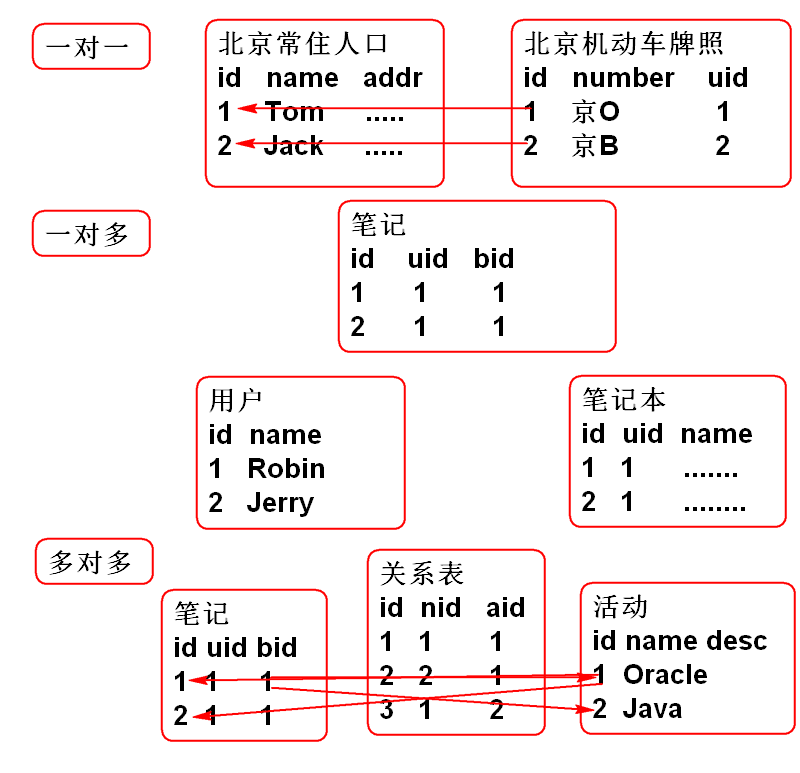 一对一
北京常住人口
id name addr
1 Tom .....
2 Jack .....
北京机动车牌照
id number uid
1 京O 1
2 京B 2
一对多
笔记
id uid bid
1 1 1
2 1 1
用户
id name
1 Robin
2 Jerry
笔记本
id uid name
1 1 .......
2 1 ........
多对多
笔记
id uid bid
1 1 1
2 1 1
关系表
id nid aid
1 1 1
2 2 1
3 1 2
活动
id name desc
1 Oracle
2 Java